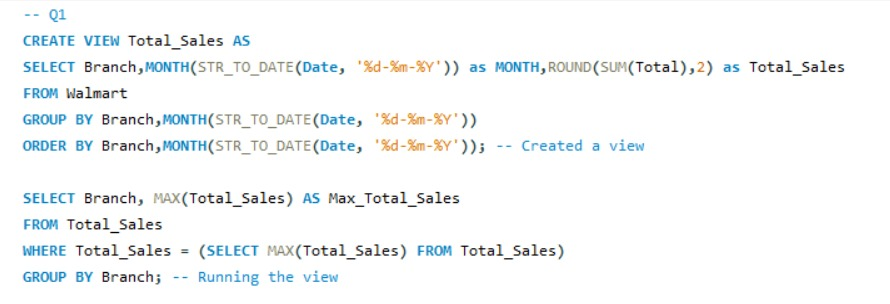 -- Q1
CREATE VIEW Total_Sales AS
SELECT Branch,MONTH(STR_TO_DATE(Date, '%d-%m-%Y')) as MONTH,ROUND(SUM(Total),2) as Total_Sales
FROM Walmart
GROUP BY Branch,MONTH(STR_TO_DATE(Date, '%d-%m-%Y'))
ORDER BY Branch,MONTH(STR_TO_DATE(Date, '%d-%m-%Y')); -- Created a view
SELECT Branch, MAX(Total_Sales) AS Max_Total_Sales
FROM Total_Sales
WHERE Total_Sales = (SELECT MAX(Total_Sales) FROM Total_Sales)
GROUP BY Branch; -- Running the view